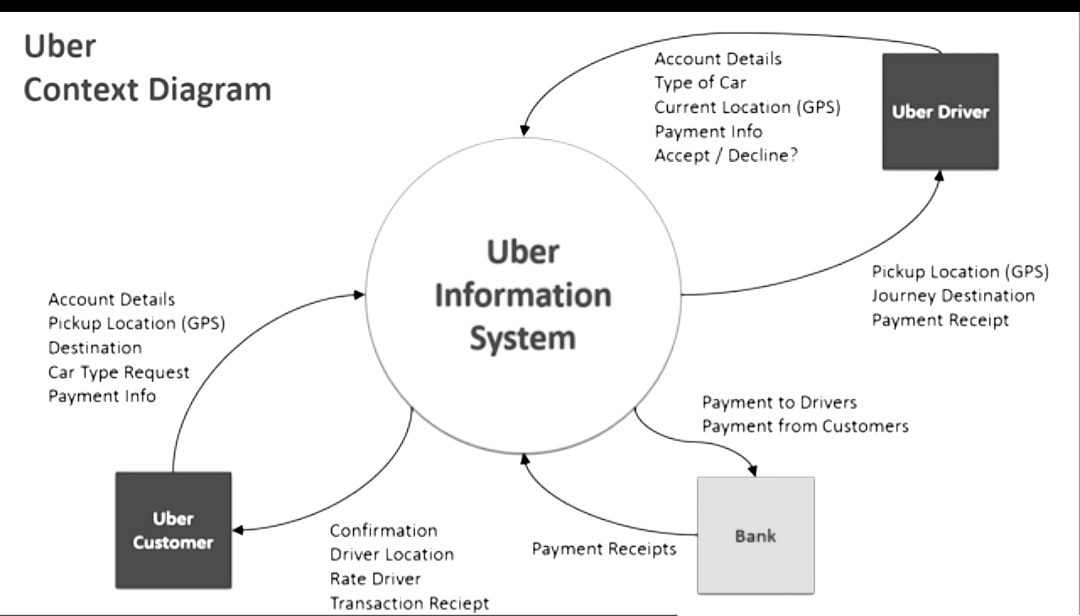 Uber
Context Diagram
Account Details
Type of Car
Current Location (GPS)
Payment Info
Accept / Decline?
Uber Driver
Uber
Information
System
Pickup Location (GPS)
Journey Destination
Payment Receipt
Account Details
Pickup Location (GPS)
Destination
Car Type Request
Payment Info
Payment to Drivers
Payment from Customers
Uber
Customer
Confirmation
Driver Location
Rate Driver
Transaction Reciept
Payment Receipts
Bank